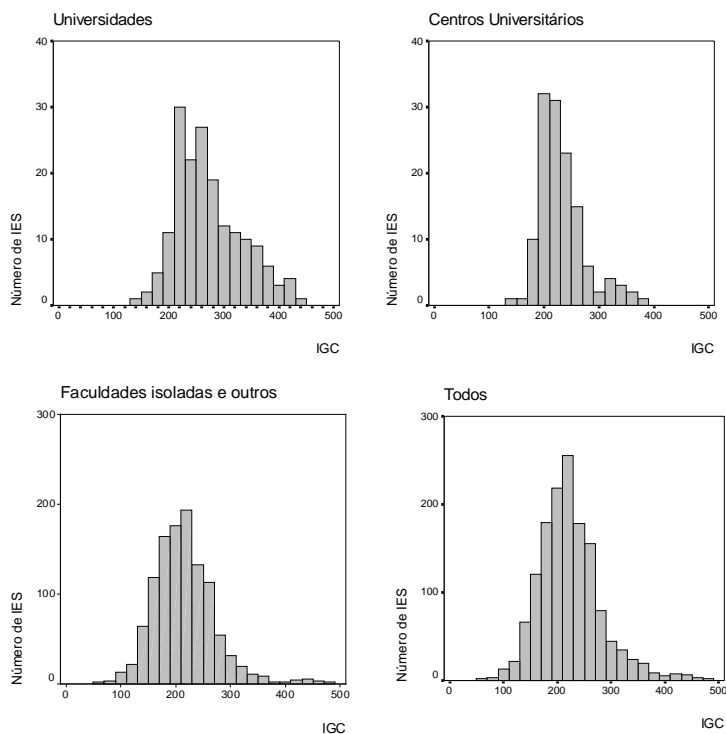 Universidades
40
30
20
10
0
Número de IES
0 100 200 300 400 500
IGC
Centros Universitários
40
30
20
10
0
Número de IES
0 100 200 300 400 500
IGC
Faculdades isoladas e outros
300
200
100
0
Número de IES
0 100 200 300 400 500
IGC
Todos
300
200
100
0
Número de IES
0 100 200 300 400 500
IGC